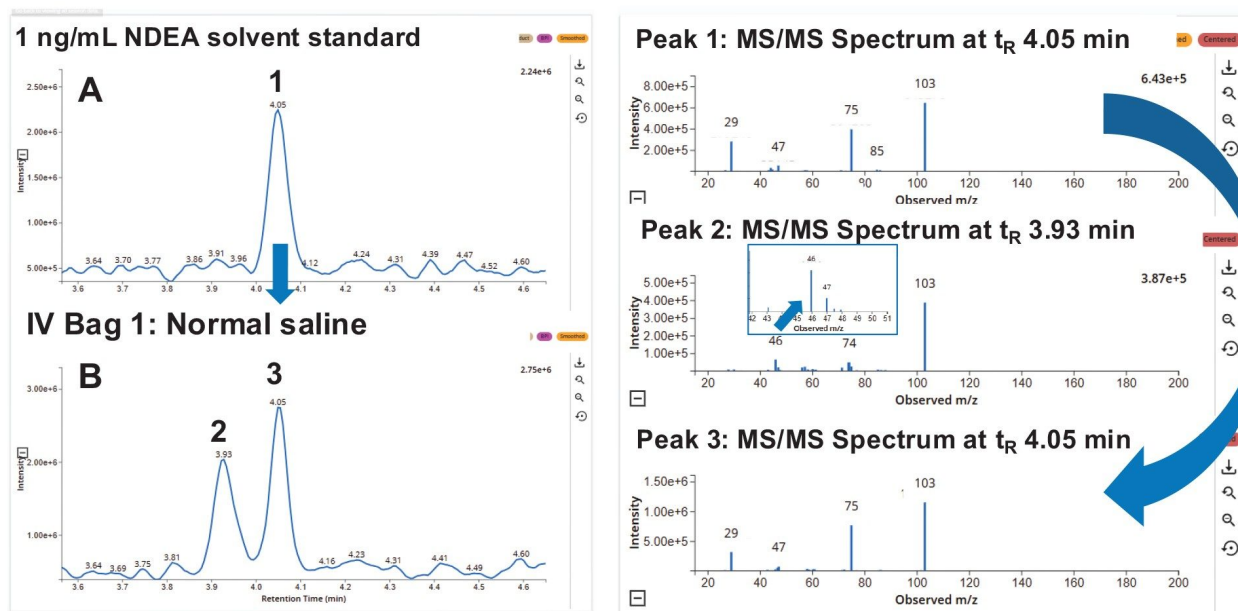 1 ng/mL NDEA solvent standard
BPI Smoothed
A
1
2.24e+6
2.50e+6
2.00e+6
1.50e+6
1.00e+6
5.00e+5
Intensity
4.05
3.64 3.70 3.77 3.86 3.91 3.96 4.12 4.24 4.31 4.39 4.47 4.52 4.60
3.6 3.7 3.8 3.9 4.0 4.1 4.2 4.3 4.4 4.5 4.6
IV Bag 1: Normal saline
BPI Smoothed
B
2
3
2.75e+6
3.00e+6
2.00e+6
1.00e+6
Intensity
3.93
4.05
3.64 3.69 3.75 3.81 4.16 4.23 4.31 4.41 4.49 4.60
3.6 3.7 3.8 3.9 4.0 4.1 4.2 4.3 4.4 4.5 4.6
Retention Time (min)
Peak 1: MS/MS Spectrum at tR 4.05 min
Centered
6.43e+5
8.00e+5
6.00e+5
4.00e+5
2.00e+5
Intensity
29 47 75 85 103
20 40 60 80 100 120 140 160 180 200
Observed m/z
Peak 2: MS/MS Spectrum at tR 3.93 min
Centered
3.87e+5
5.00e+5
4.00e+5
3.00e+5
2.00e+5
1.00e+5
Intensity
46 47
42 43 44 45 46 47 48 49 50 51
Observed m/z
46 74 103
20 40 60 80 100 120 140 160 180 200
Observed m/z
Peak 3: MS/MS Spectrum at tR 4.05 min
1.50e+6
1.00e+6
5.00e+5
Intensity
29 47 75 103
20 40 60 80 100 120 140 160 180 200
Observed m/z